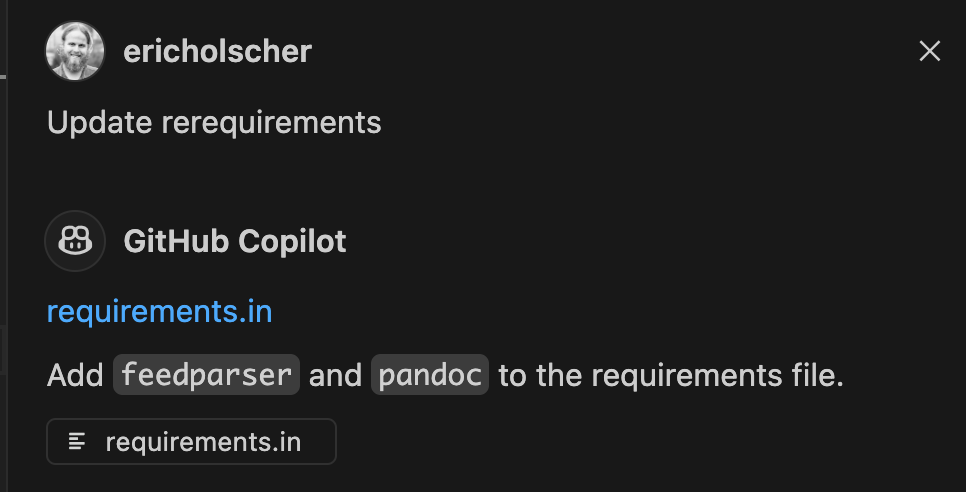 ericholscher
Update rerequirements
GitHub Copilot
requirements.in
Add feedparser and pandoc to the requirements file.
requirements.in